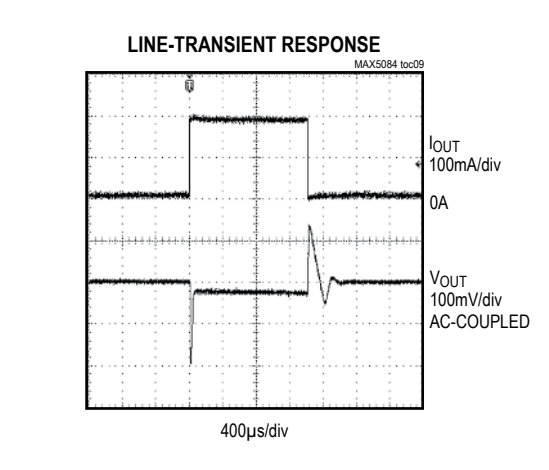 LINE-TRANSIENT RESPONSE
MAX5084 toc09
IOUT
100mA/div
0A
VOUT
100mV/div
AC-COUPLED
400μs/div